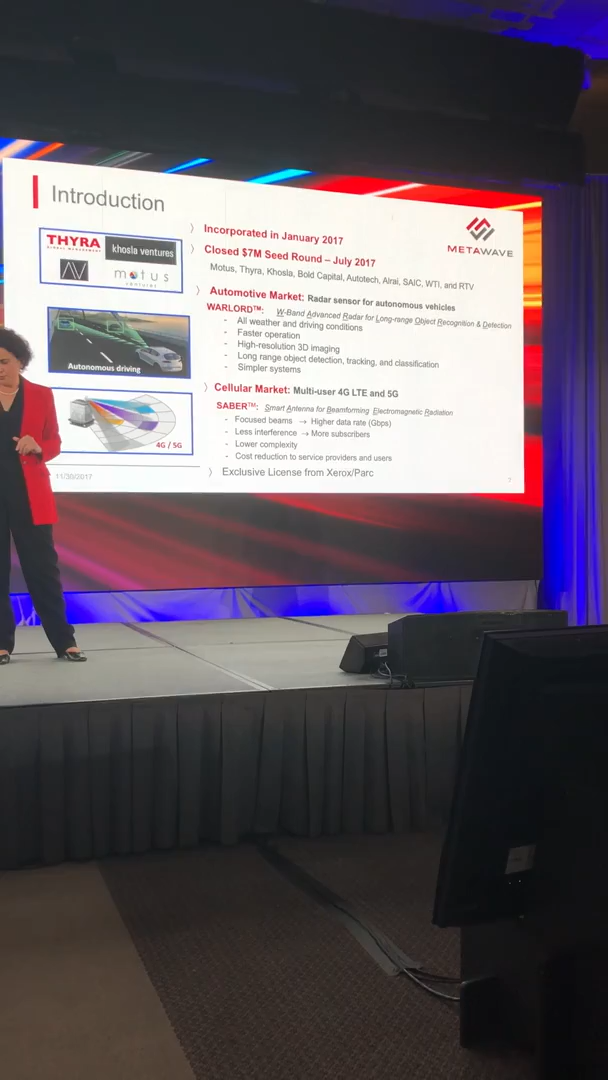 Introduction
THYRA
khosla ventures
AV
motus
ventures
Autonomous driving
4G / 5G
11/30/2017
METAWAVE
〉 Incorporated in January 2017
〉 Closed $7M Seed Round – July 2017
Motus, Thyra, Khosla, Bold Capital, Autotech, Alrai, SAIC, WTI, and RTV
〉 Automotive Market: Radar sensor for autonomous vehicles
WARLORD™: W-Band Advanced Radar for Long-range Object Recognition & Detection
- All weather and driving conditions
- Faster operation
- High-resolution 3D imaging
- Long range object detection, tracking, and classification
- Simpler systems
〉 Cellular Market: Multi-user 4G LTE and 5G
SABER™: Smart Antenna for Beamforming Electromagnetic Radiation
- Focused beams → Higher data rate (Gbps)
- Less interference → More subscribers
- Lower complexity
- Cost reduction to service providers and users
〉 Exclusive License from Xerox/Parc
7